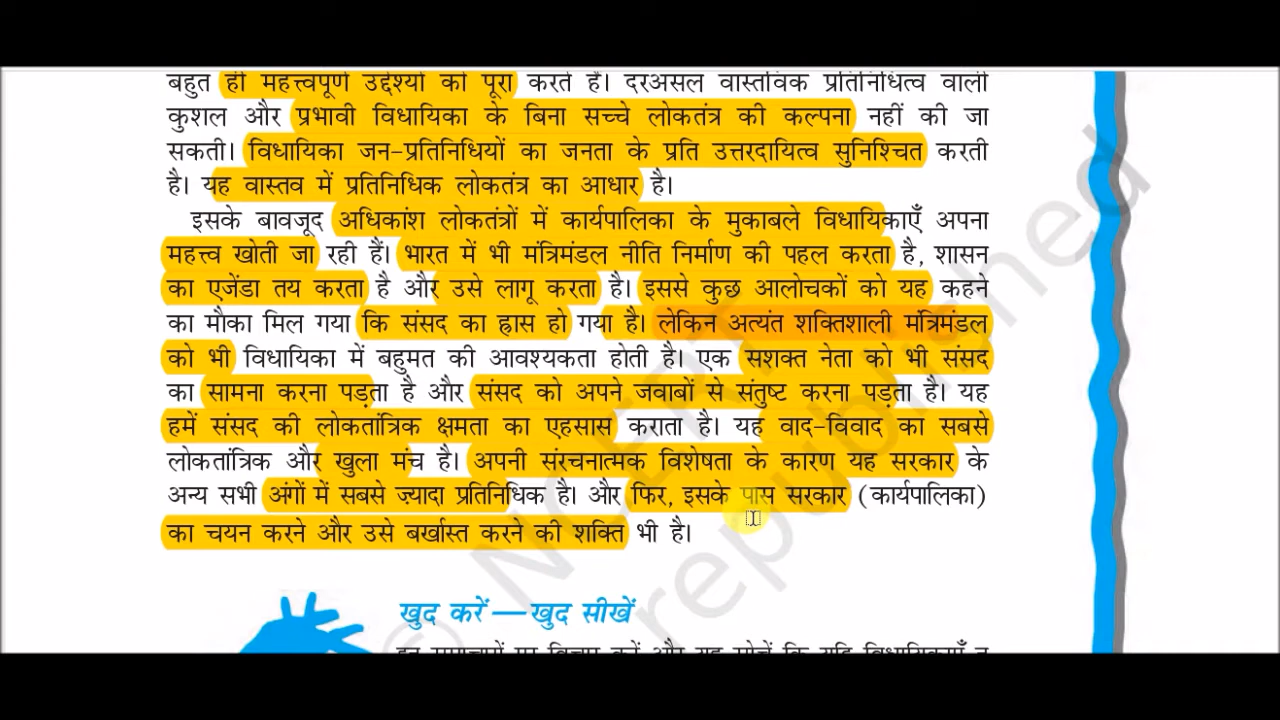 बहुत ही महत्त्वपूर्ण उद्देश्यों को पूरा करते हैं। दरअसल वास्तविक प्रतिनिधित्व वाली
कुशल और प्रभावी विधायिका के बिना सच्चे लोकतंत्र की कल्पना नहीं की जा
सकती। विधायिका जन-प्रतिनिधियों का जनता के प्रति उत्तरदायित्व सुनिश्चित करती
है। यह वास्तव में प्रतिनिधिक लोकतंत्र का आधार है।
इसके बावजूद अधिकांश लोकतंत्रों में कार्यपालिका के मुकाबले विधायिकाएँ अपना
महत्त्व खोती जा रही हैं। भारत में भी मंत्रिमंडल नीति निर्माण की पहल करता है, शासन
का एजेंडा तय करता है और उसे लागू करता है। इससे कुछ आलोचकों को यह कहने
का मौका मिल गया कि संसद का ह्रास हो गया है। लेकिन अत्यंत शक्तिशाली मंत्रिमंडल
को भी विधायिका में बहुमत की आवश्यकता होती है। एक सशक्त नेता को भी संसद
का सामना करना पड़ता है और संसद को अपने जवाबों से संतुष्ट करना पड़ता है। यह
हमें संसद की लोकतांत्रिक क्षमता का एहसास कराता है। यह वाद-विवाद का सबसे
लोकतांत्रिक और खुला मंच है। अपनी संरचनात्मक विशेषता के कारण यह सरकार के
अन्य सभी अंगों में सबसे ज़्यादा प्रतिनिधिक है। और फिर, इसके पास सरकार (कार्यपालिका)
का चयन करने और उसे बर्खास्त करने की शक्ति भी है।
खुद करें—खुद सीखें
© NCERT
republished